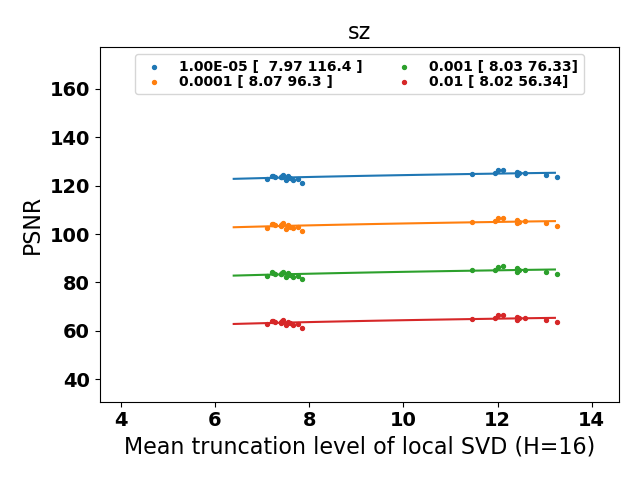 sz
1.00E-05 [  7.97 116.4 ]
0.0001 [ 8.07 96.3 ]
0.001 [ 8.03 76.33]
0.01 [ 8.02 56.34]
PSNR
160
140
120
100
80
60
40
4 6 8 10 12 14
Mean truncation level of local SVD (H=16)